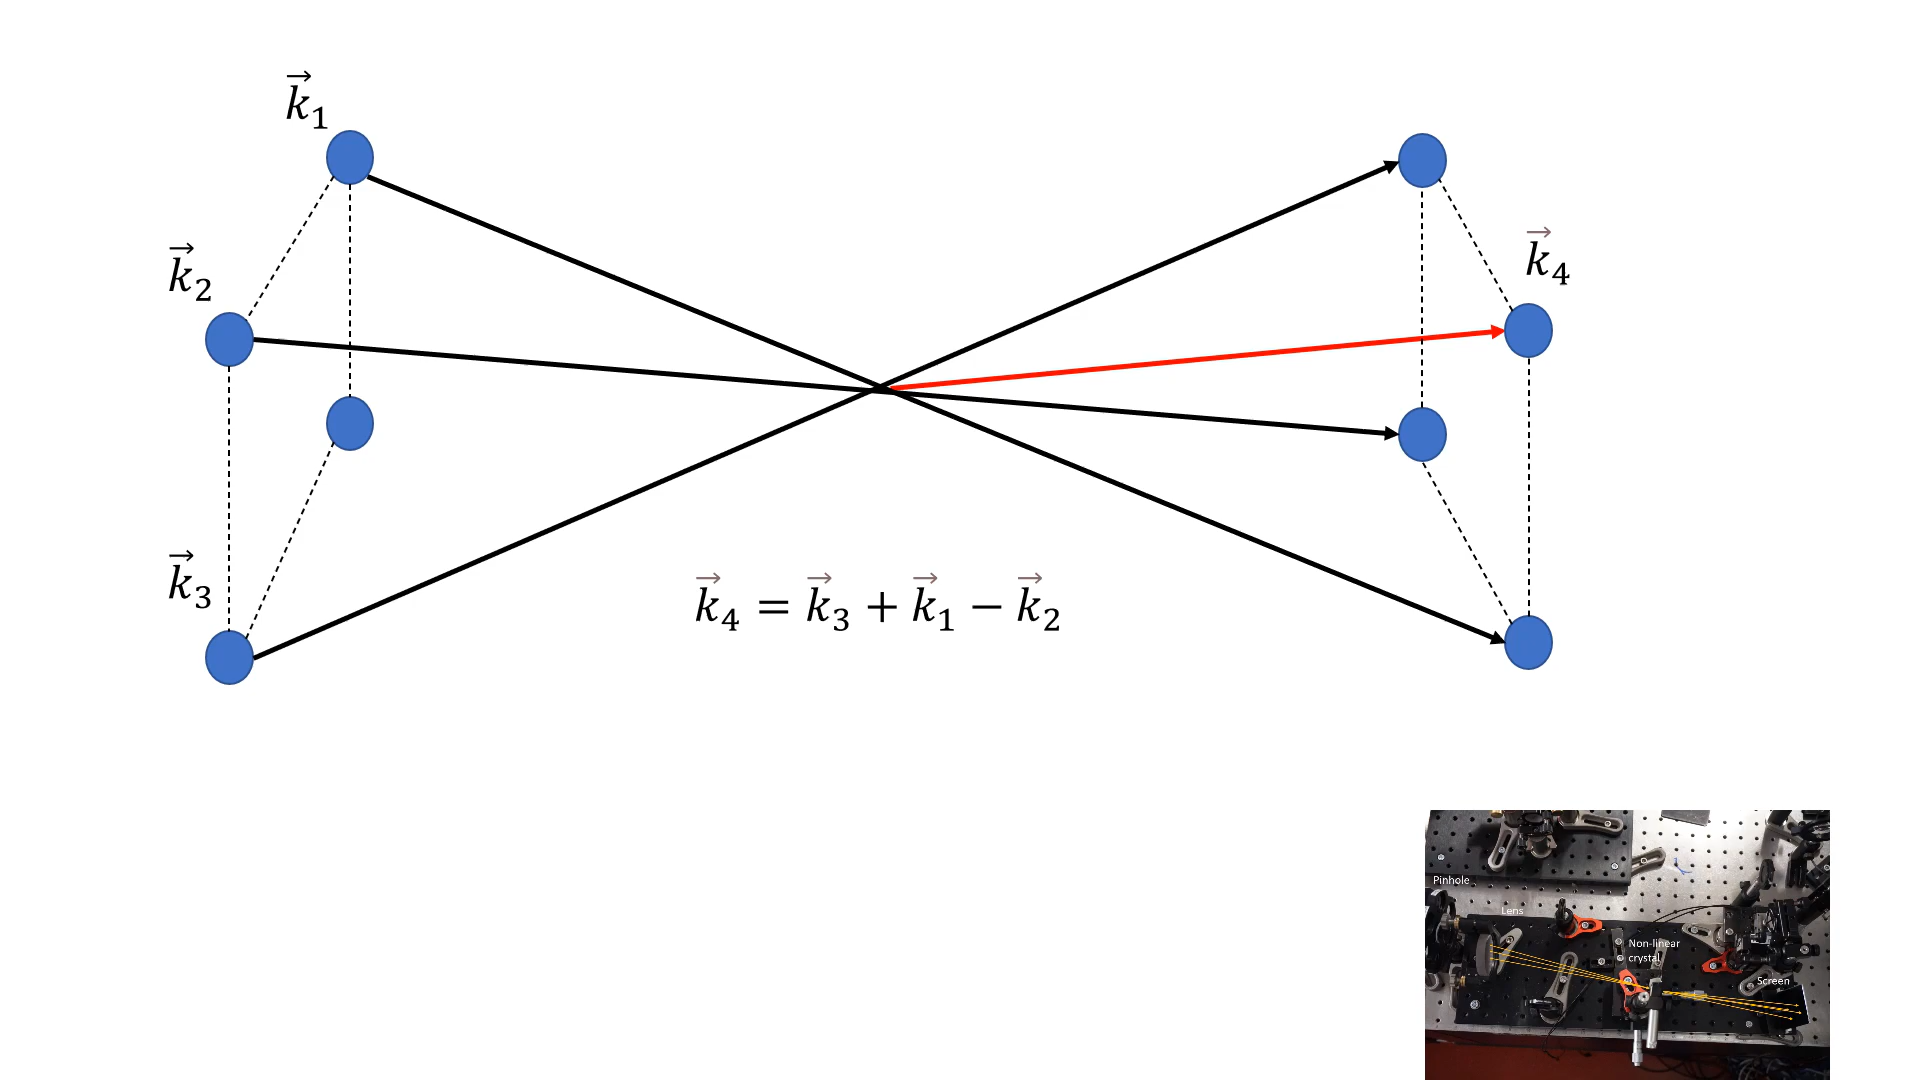 k⃗₁
k⃗₂
k⃗₄
k⃗₃
k⃗₄ = k⃗₃ + k⃗₁ − k⃗₂
Pinhole
Lens
Non-linear
crystal
Screen